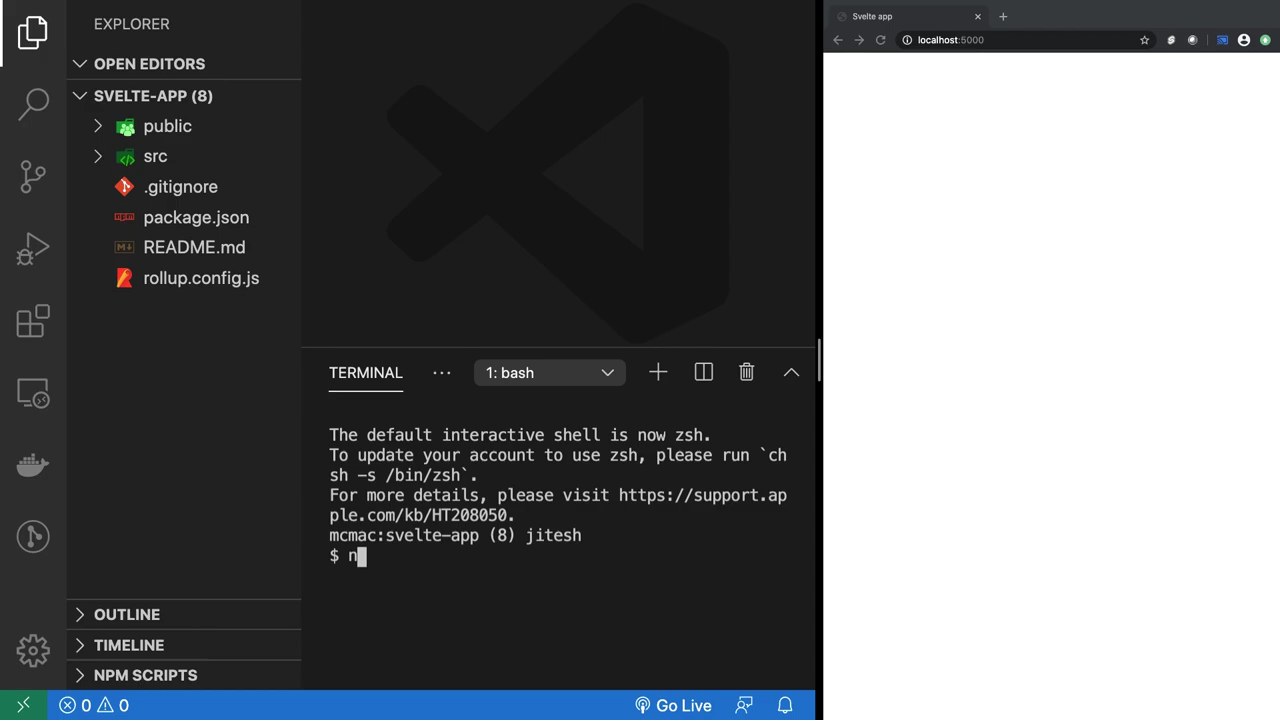 EXPLORER
OPEN EDITORS
SVELTE-APP (8)
public
src
.gitignore
package.json
README.md
rollup.config.js
OUTLINE
TIMELINE
NPM SCRIPTS
TERMINAL
1: bash
The default interactive shell is now zsh.
To update your account to use zsh, please run `ch
sh -s /bin/zsh`.
For more details, please visit https://support.ap
ple.com/kb/HT208050.
mcmac:svelte-app (8) jitesh
$ n
0 0
Go Live
Svelte app
localhost:5000